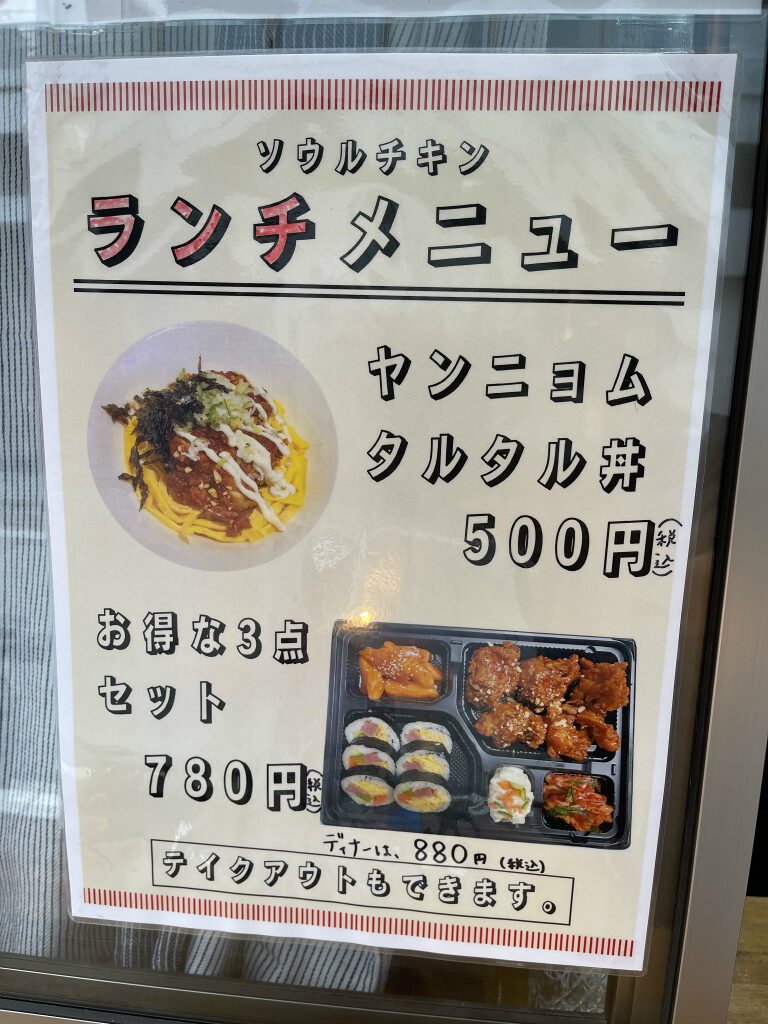 ソウルチキン
ランチメニュー
ヤンニョム
タルタル丼
500円(税込)
お得な3点
セット
780円(税込)
ディナーは、880円(税込)
テイクアウトもできます。